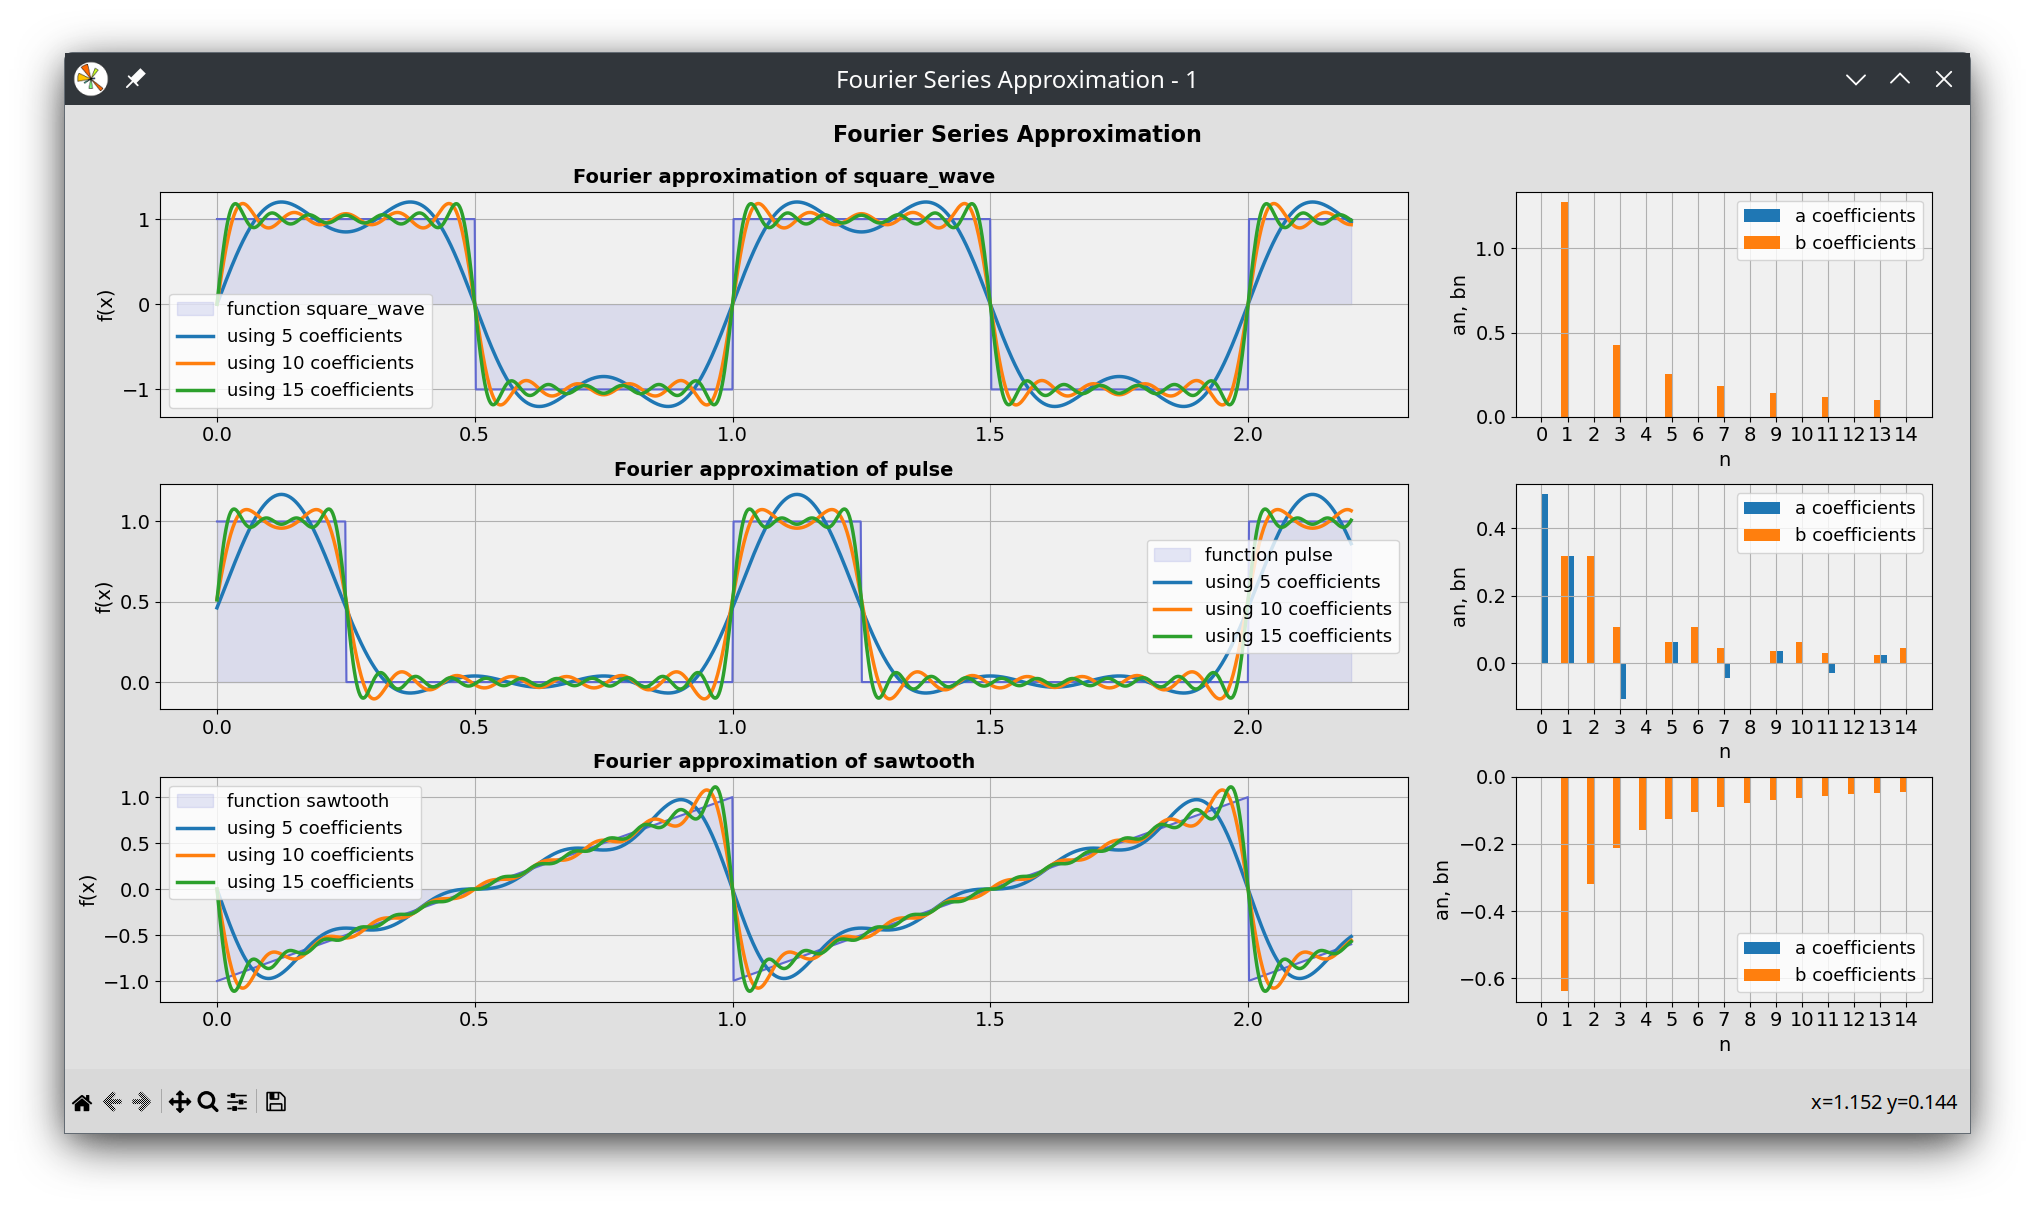 Fourier Series Approximation - 1
Fourier Series Approximation
Fourier approximation of square_wave
f(x)
1
0
−1
function square_wave
using 5 coefficients
using 10 coefficients
using 15 coefficients
0.0 0.5 1.0 1.5 2.0
an, bn
1.0
0.5
0.0
a coefficients
b coefficients
0 1 2 3 4 5 6 7 8 9 10 11 12 13 14
n
Fourier approximation of pulse
f(x)
1.0
0.5
0.0
function pulse
using 5 coefficients
using 10 coefficients
using 15 coefficients
0.0 0.5 1.0 1.5 2.0
an, bn
0.4
0.2
0.0
a coefficients
b coefficients
0 1 2 3 4 5 6 7 8 9 10 11 12 13 14
n
Fourier approximation of sawtooth
f(x)
1.0
0.5
0.0
−0.5
−1.0
function sawtooth
using 5 coefficients
using 10 coefficients
using 15 coefficients
0.0 0.5 1.0 1.5 2.0
an, bn
0.0
−0.2
−0.4
−0.6
a coefficients
b coefficients
0 1 2 3 4 5 6 7 8 9 10 11 12 13 14
n
x=1.152 y=0.144